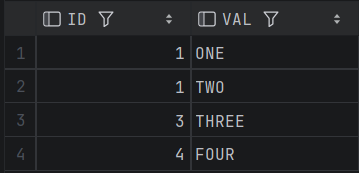 ID VAL
1 1 ONE
2 1 TWO
3 3 THREE
4 4 FOUR